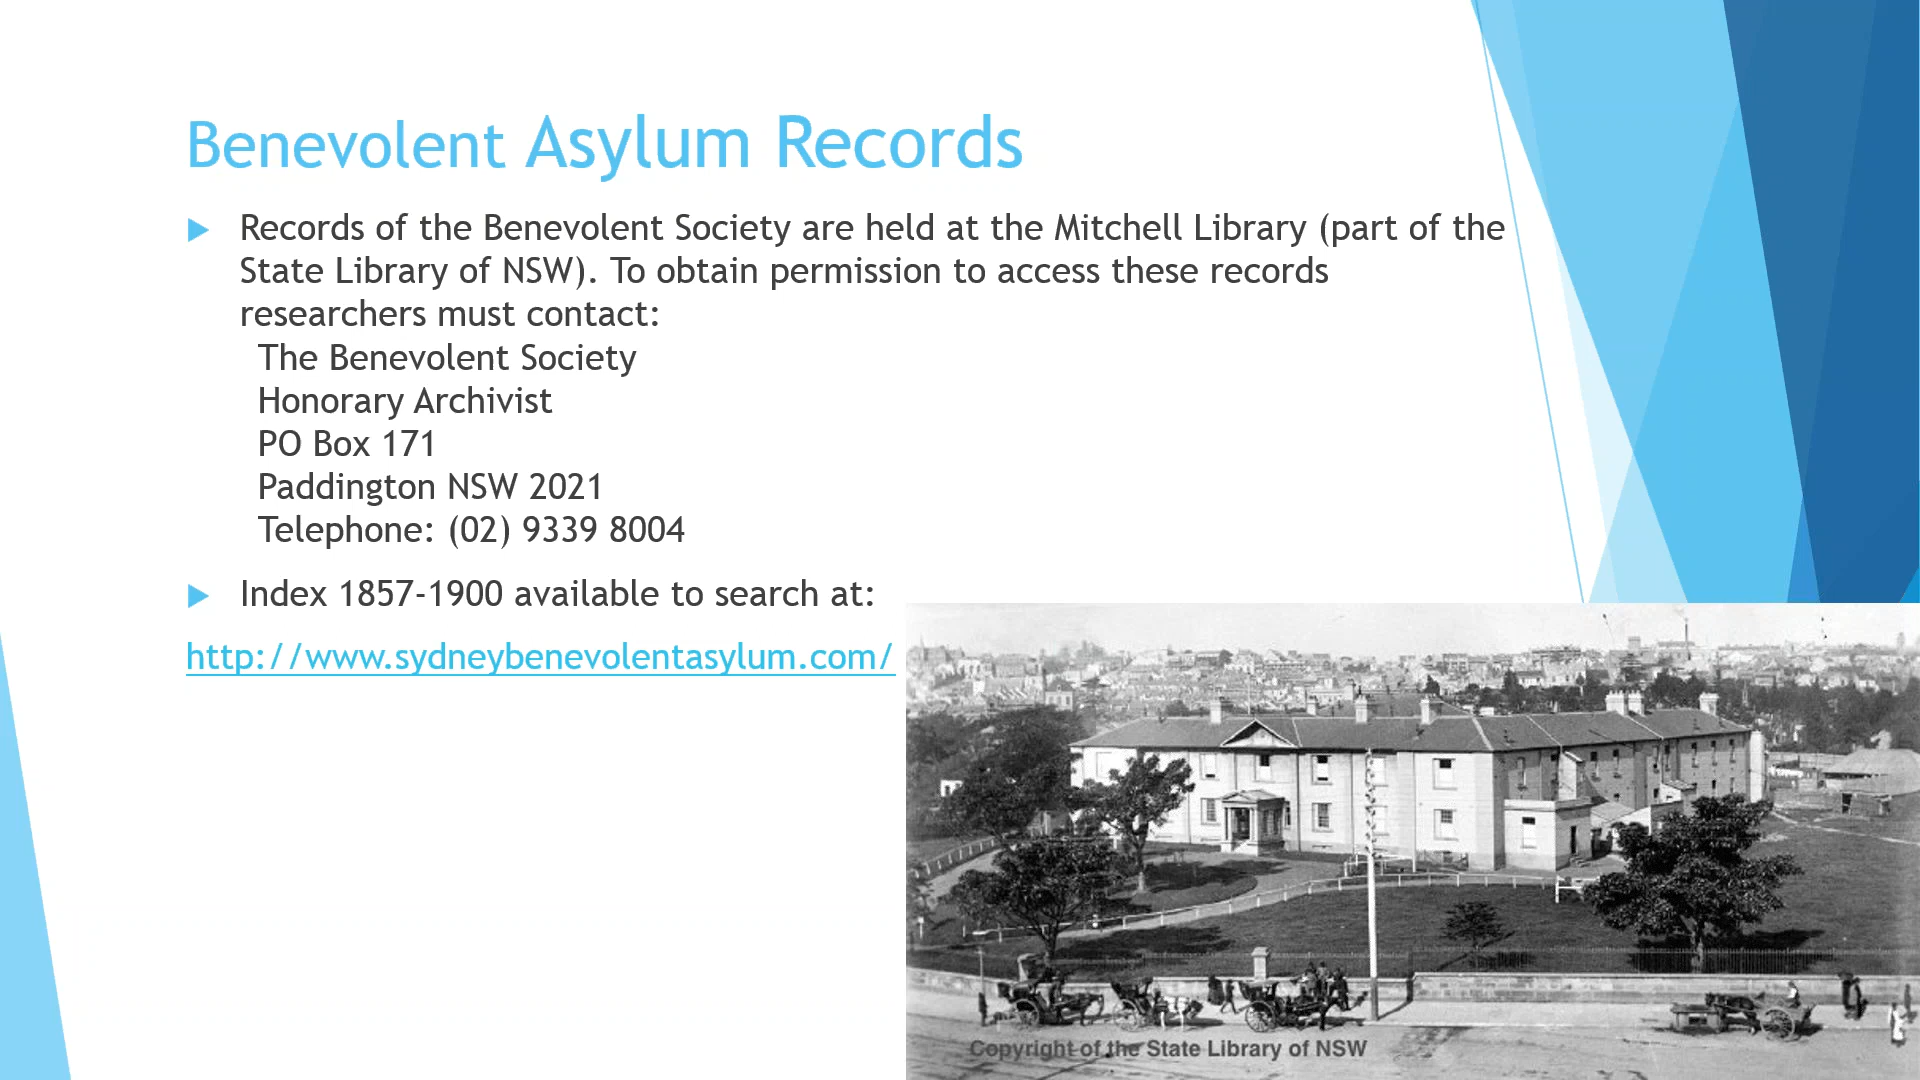 Benevolent Asylum Records
Records of the Benevolent Society are held at the Mitchell Library (part of the
State Library of NSW). To obtain permission to access these records
researchers must contact:
The Benevolent Society
Honorary Archivist
PO Box 171
Paddington NSW 2021
Telephone: (02) 9339 8004
Index 1857-1900 available to search at:
http://www.sydneybenevolentasylum.com/
Copyright of the State Library of NSW